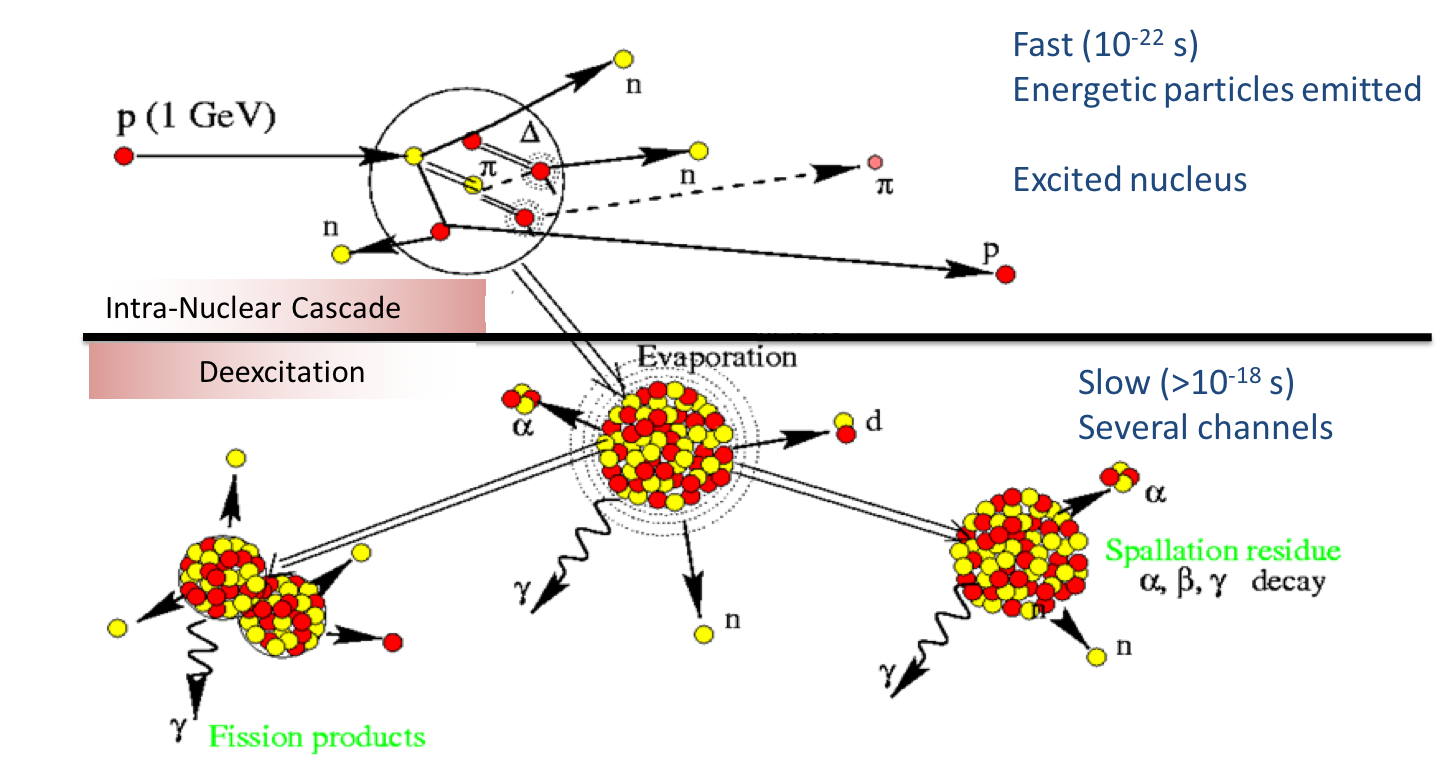 Fast (10⁻²² s)
Energetic particles emitted
Excited nucleus
p (1 GeV)
n
Δ
π
n
π
n
p
Intra-Nuclear Cascade
Deexcitation
Evaporation
Slow (>10⁻¹⁸ s)
Several channels
α
d
α
Spallation residue
α, β, γ decay
γ
n
n
n
γ
γ
Fission products